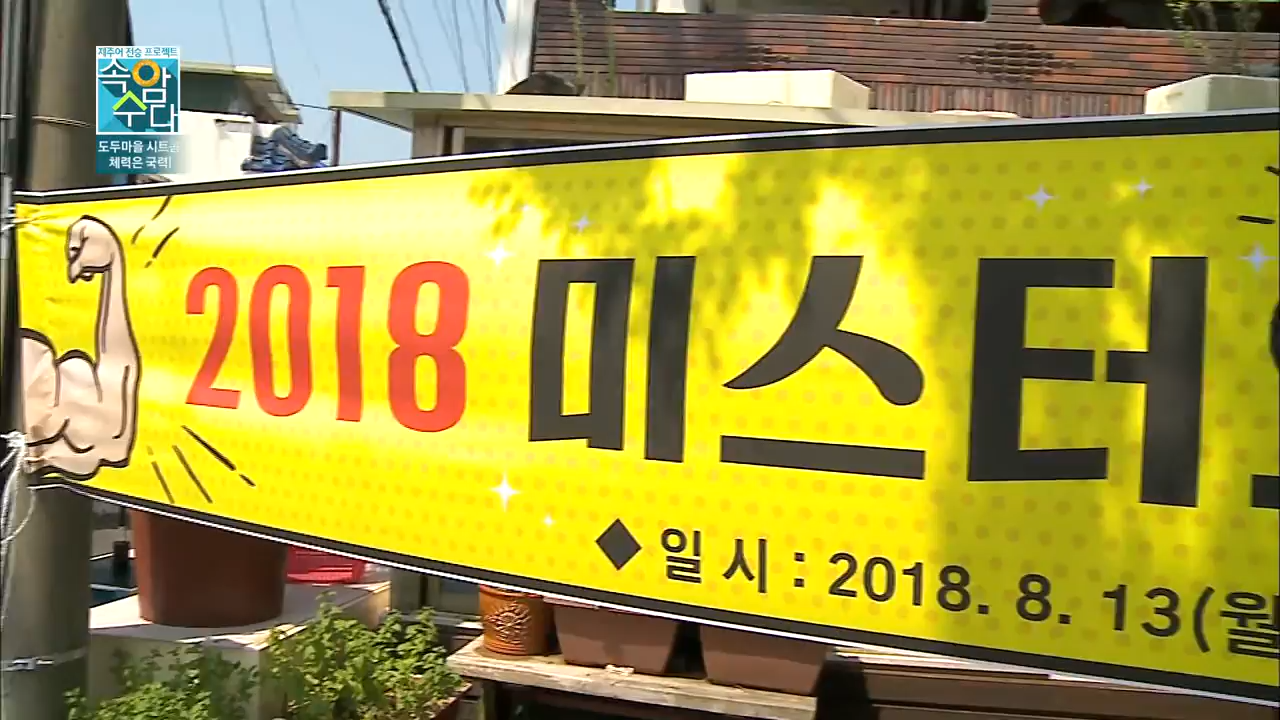 제주어 전승 프로젝트
속암
수다
도두마을 시트콤
체력은 국력!
2018 미스터
◆ 일 시 : 2018. 8. 13(월